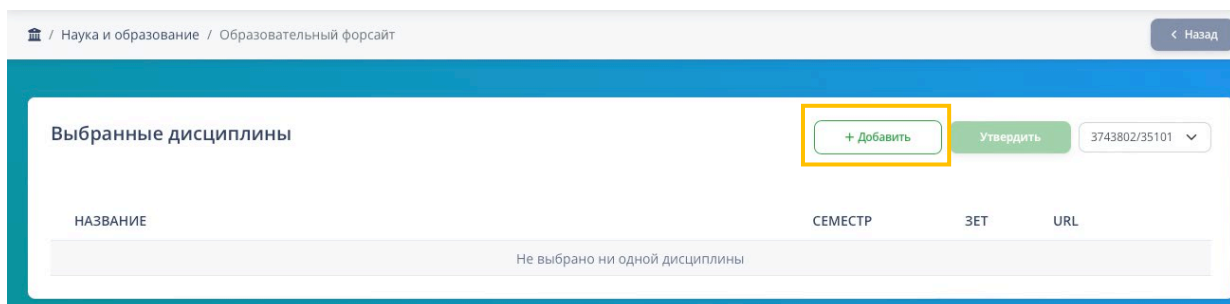 / Наука и образование / Образовательный форсайт < Назад
Выбранные дисциплины + Добавить Утвердить 3743802/35101
НАЗВАНИЕ СЕМЕСТР ЗЕТ URL
Не выбрано ни одной дисциплины